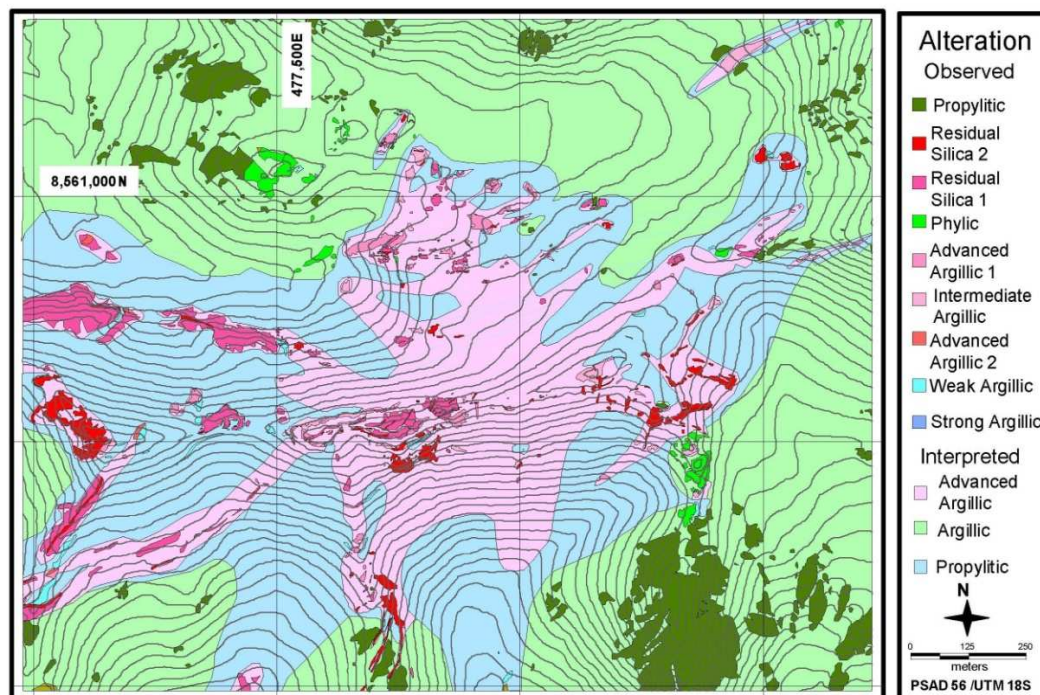 477,500E
8,561,000 N
Alteration
Observed
Propylitic
Residual
Silica 2
Residual
Silica 1
Phylic
Advanced
Argillic 1
Intermediate
Argillic
Advanced
Argillic 2
Weak Argillic
Strong Argillic
Interpreted
Advanced
Argillic
Argillic
Propylitic
N
0 125 250
meters
PSAD 56 /UTM 18S